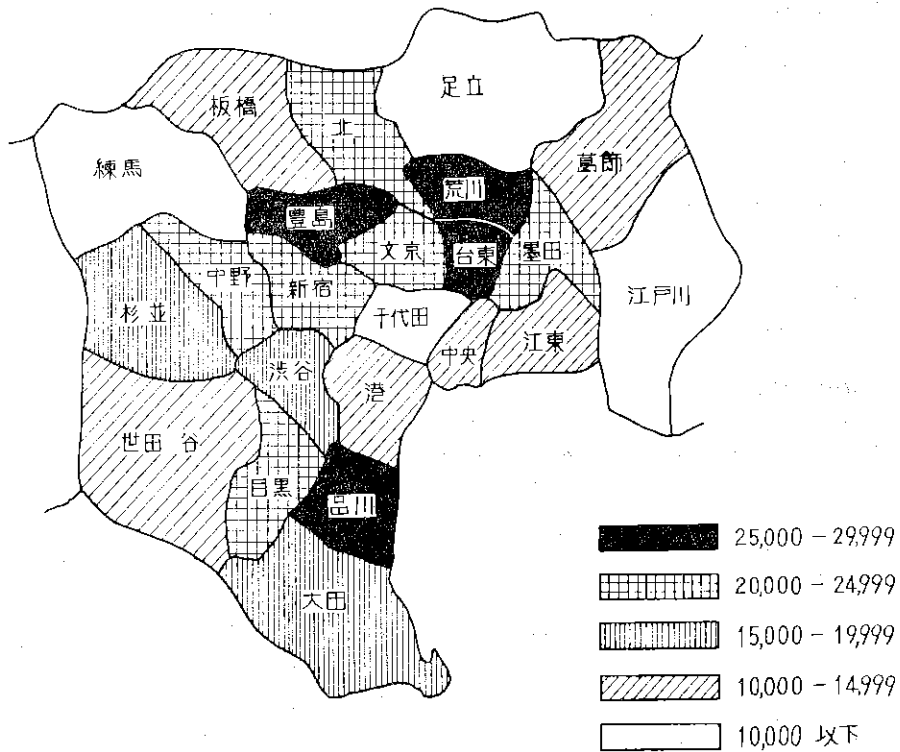 足立
板橋
北
葛飾
練馬
荒川
豊島
文京
台東
墨田
中野
新宿
江戸川
杉並
千代田
中央
江東
渋谷
港
世田谷
目黒
品川
大田
25,000 - 29,999
20,000 - 24,999
15,000 - 19,999
10,000 - 14,999
10,000 以下